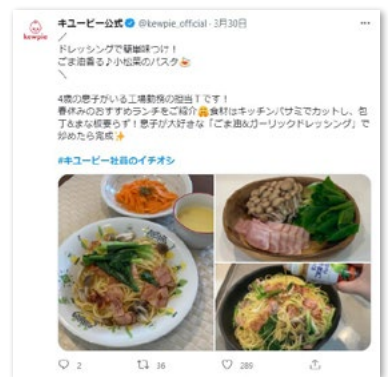 キユーピー公式 @kewpie_official・3月30日
kewpie
／
ドレッシングで簡単味つけ！
ごま油香る♪小松菜のパスタ🍝
＼
4歳の息子がいる工場勤務の担当Tです！
春休みのおすすめランチをご紹介🤗食材はキッチンバサミでカットし、包
丁&まな板要らず！息子が大好きな「ごま油&ガーリックドレッシング」で
炒めたら完成✨
#キユーピー社員のイチオシ
2 36 289